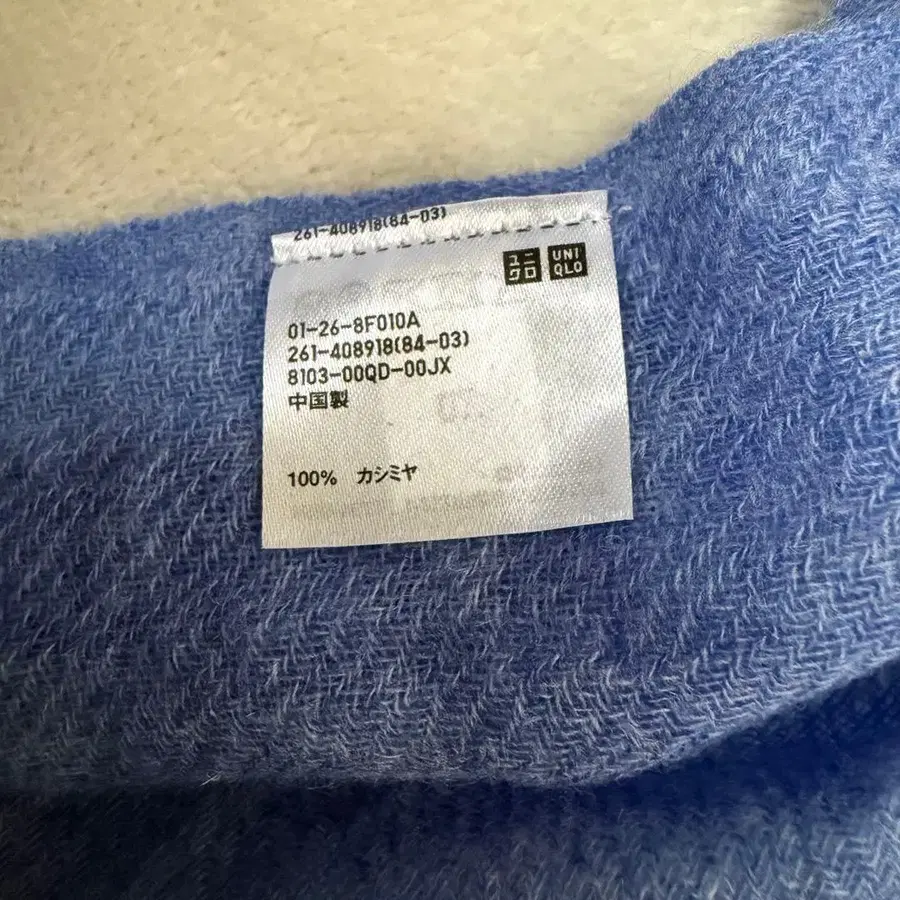 261-408918(84-03)
ユニ UNI
クロ QLO
01-26-8F010A
261-408918(84-03)
8103-00QD-00JX
中国製
100% カシミヤ